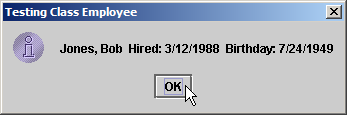 Testing Class Employee
Jones, Bob Hired: 3/12/1988 Birthday: 7/24/1949
OK